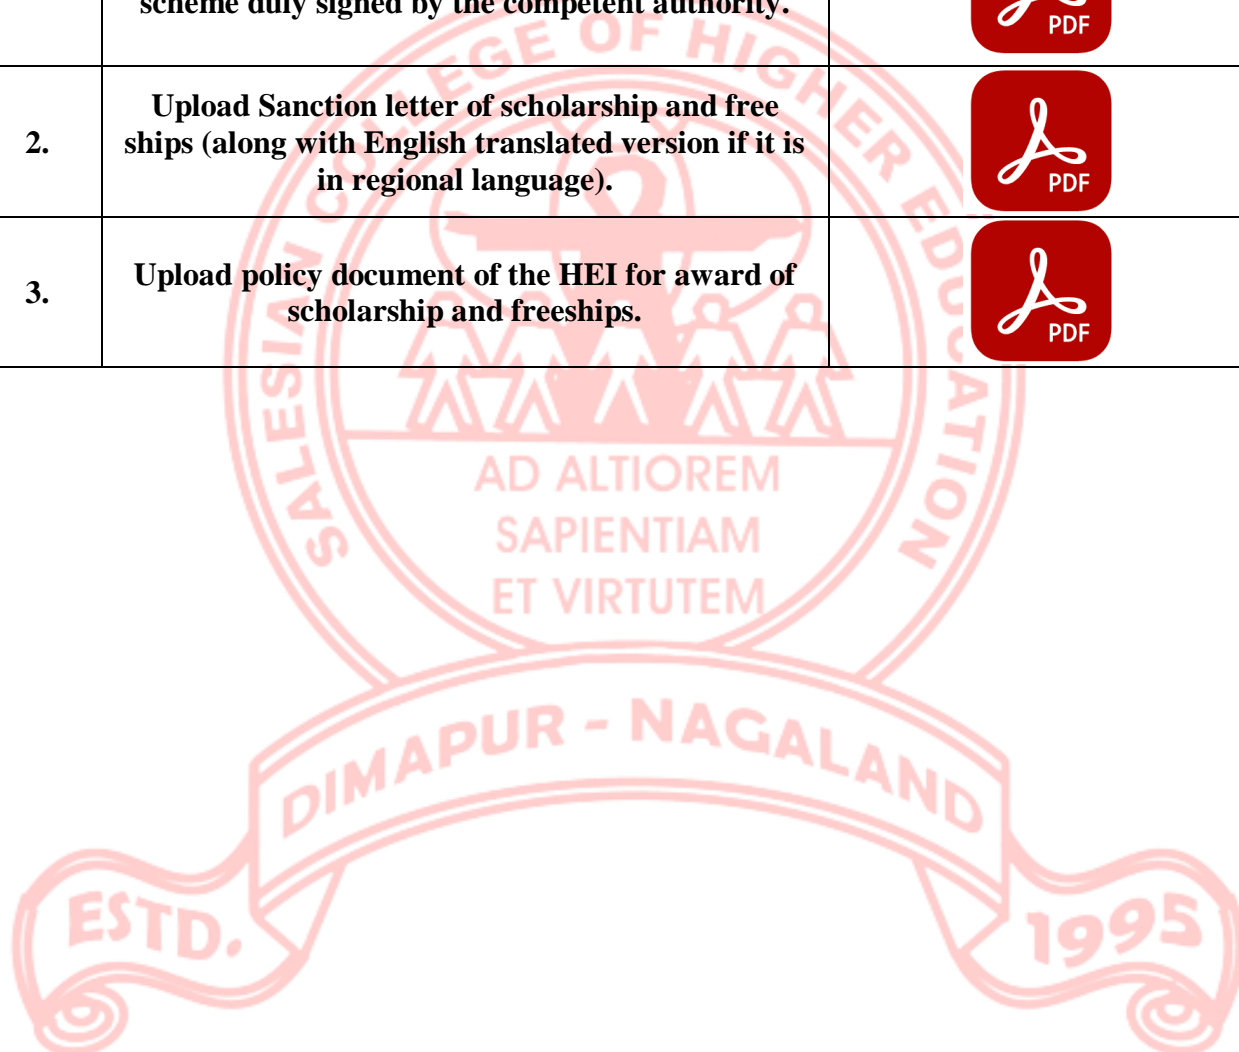 scheme duly signed by the competent authority.
PDF
2.
Upload Sanction letter of scholarship and free
ships (along with English translated version if it is
in regional language).
PDF
3.
Upload policy document of the HEI for award of
scholarship and freeships.
PDF
SALESIAN COLLEGE OF HIGHER EDUCATION
AD ALTIOREM
SAPIENTIAM
ET VIRTUTEM
DIMAPUR - NAGALAND
ESTD.
1995